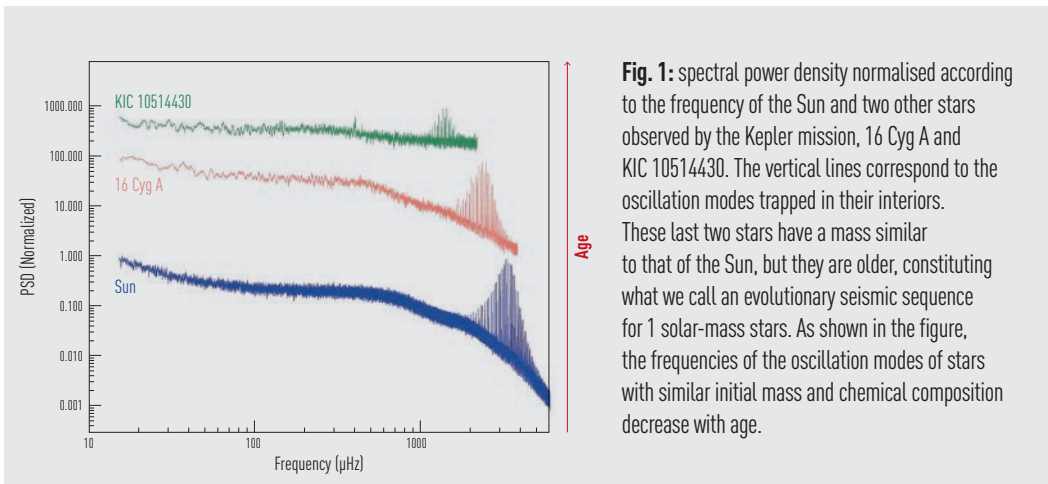 1000.000
100.000
10.000
1.000
0.100
0.010
0.001
PSD (Normalized)
KIC 10514430
16 Cyg A
Sun
10
100
1000
Frequency (µHz)
Age
Fig. 1: spectral power density normalised according
to the frequency of the Sun and two other stars
observed by the Kepler mission, 16 Cyg A and
KIC 10514430. The vertical lines correspond to the
oscillation modes trapped in their interiors.
These last two stars have a mass similar
to that of the Sun, but they are older, constituting
what we call an evolutionary seismic sequence
for 1 solar-mass stars. As shown in the figure,
the frequencies of the oscillation modes of stars
with similar initial mass and chemical composition
decrease with age.